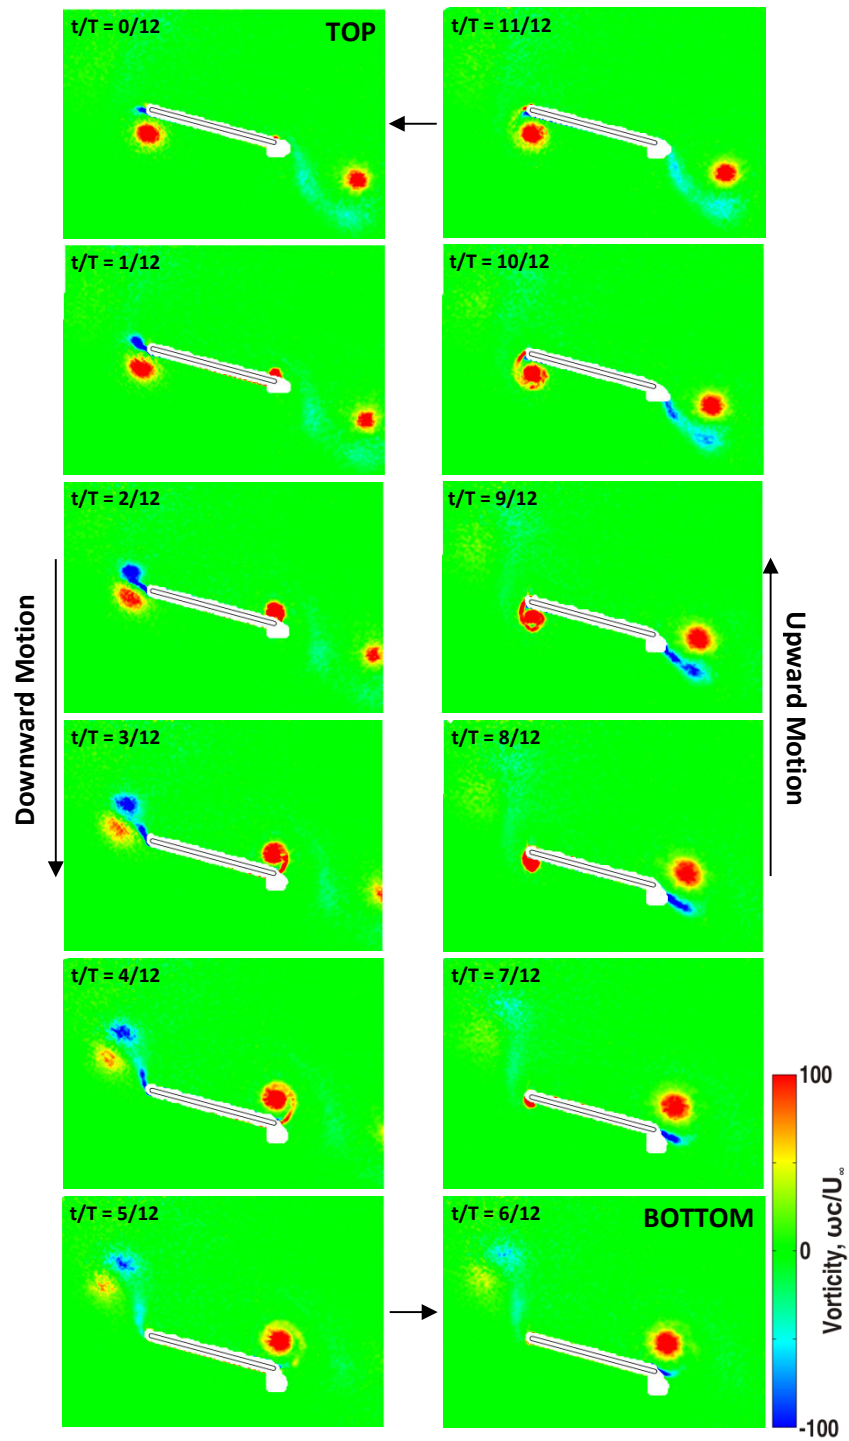 t/T = 0/12
TOP
t/T = 11/12
t/T = 1/12
t/T = 10/12
t/T = 2/12
t/T = 9/12
Downward Motion
Upward Motion
t/T = 3/12
t/T = 8/12
t/T = 4/12
t/T = 7/12
t/T = 5/12
t/T = 6/12
BOTTOM
100
0
-100
Vorticity, ωc/U∞